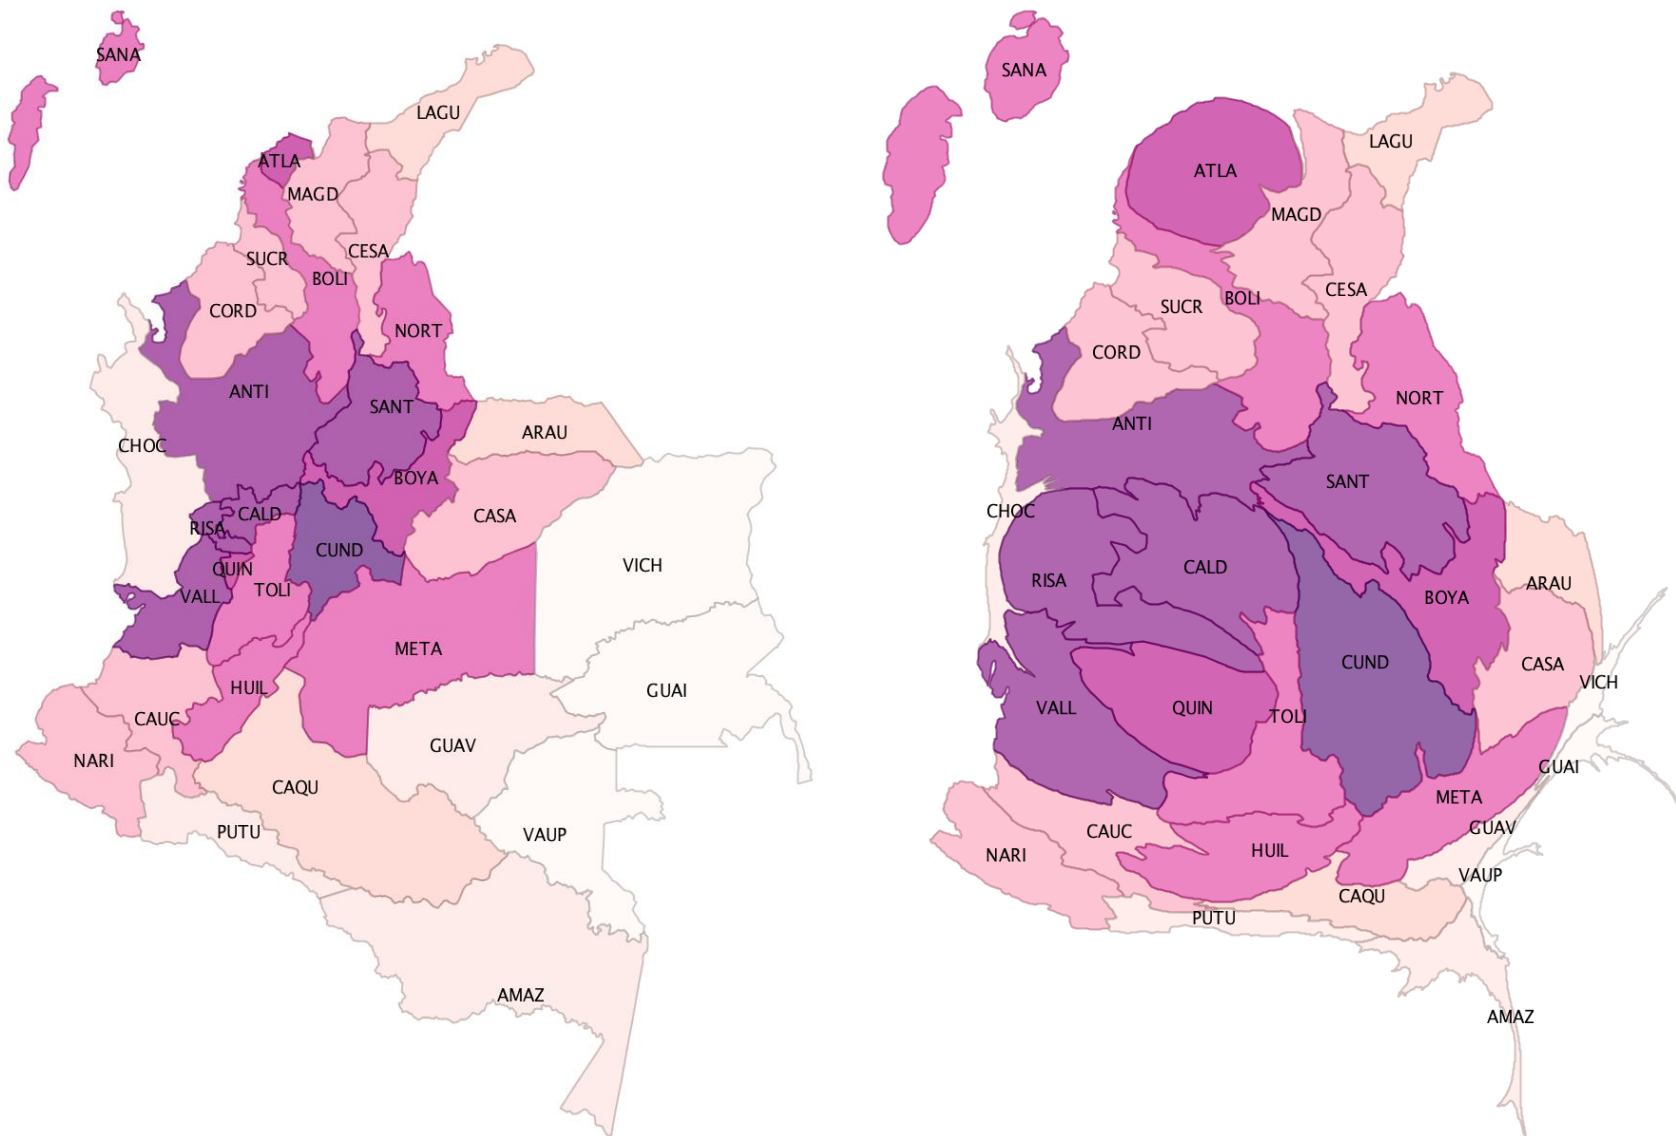 SANA
LAGU
ATLA
MAGD
CESA
SUCR
BOLI
CORD
NORT
ANTI
SANT
CHOC
ARAU
BOYA
CALD
RISA
CASA
CUND
QUIN
TOLI
VALL
VICH
META
HUIL
GUAI
CAUC
GUAV
NARI
CAQU
PUTU
VAUP
AMAZ
SANA
LAGU
ATLA
MAGD
CESA
BOLI
SUCR
CORD
NORT
ANTI
SANT
CHOC
CALD
RISA
ARAU
BOYA
CUND
CASA
VICH
VALL
QUIN
TOLI
GUAI
META
GUAV
CAUC
HUIL
NARI
VAUP
CAQU
PUTU
AMAZ